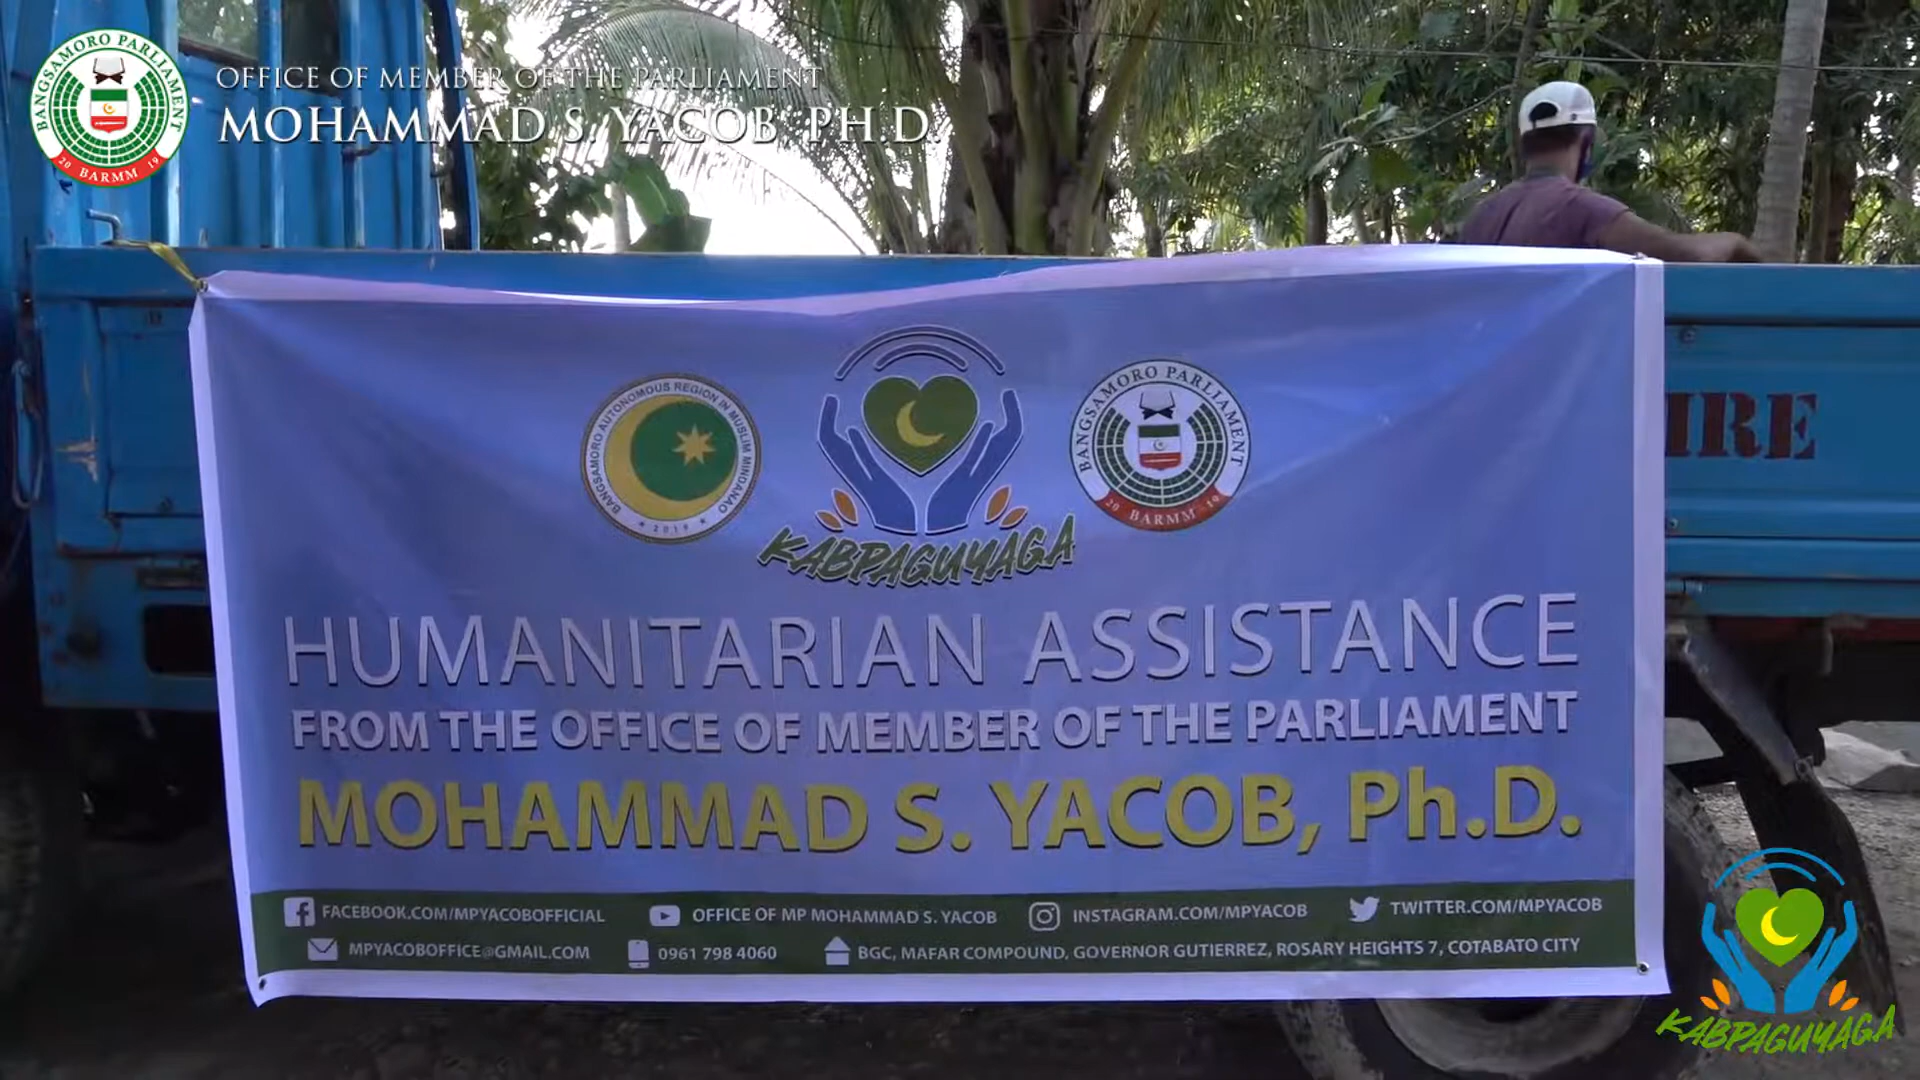 BANGSAMORO PARLIAMENT
20 BARMM 19
OFFICE OF MEMBER OF THE PARLIAMENT
MOHAMMAD S. YACOB, PH.D.
BANGSAMORO AUTONOMOUS REGION IN MUSLIM MINDANAO
2019
KABPAGUYAGA
BANGSAMORO PARLIAMENT
20 BARMM 19
IRE
HUMANITARIAN ASSISTANCE
FROM THE OFFICE OF MEMBER OF THE PARLIAMENT
MOHAMMAD S. YACOB, Ph.D.
FACEBOOK.COM/MPYACOBOFFICIAL OFFICE OF MP MOHAMMAD S. YACOB INSTAGRAM.COM/MPYACOB TWITTER.COM/MPYACOB
MPYACOBOFFICE@GMAIL.COM 0961 798 4060 BGC, MAFAR COMPOUND, GOVERNOR GUTIERREZ, ROSARY HEIGHTS 7, COTABATO CITY
KABPAGUYAGA